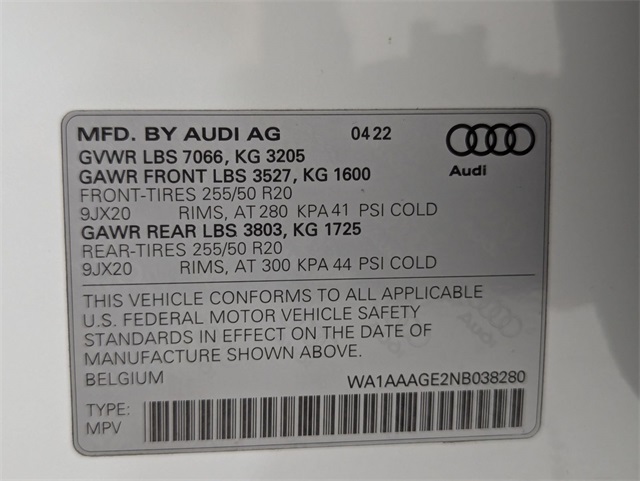 MFD. BY AUDI AG 0422
GVWR LBS 7066, KG 3205
Audi
GAWR FRONT LBS 3527, KG 1600
FRONT-TIRES 255/50 R20
9JX20 RIMS, AT 280 KPA 41 PSI COLD
GAWR REAR LBS 3803, KG 1725
REAR-TIRES 255/50 R20
9JX20 RIMS, AT 300 KPA 44 PSI COLD
THIS VEHICLE CONFORMS TO ALL APPLICABLE
U.S. FEDERAL MOTOR VEHICLE SAFETY
STANDARDS IN EFFECT ON THE DATE OF
MANUFACTURE SHOWN ABOVE.
Audi
BELGIUM WA1AAAGE2NB038280
TYPE:
MPV